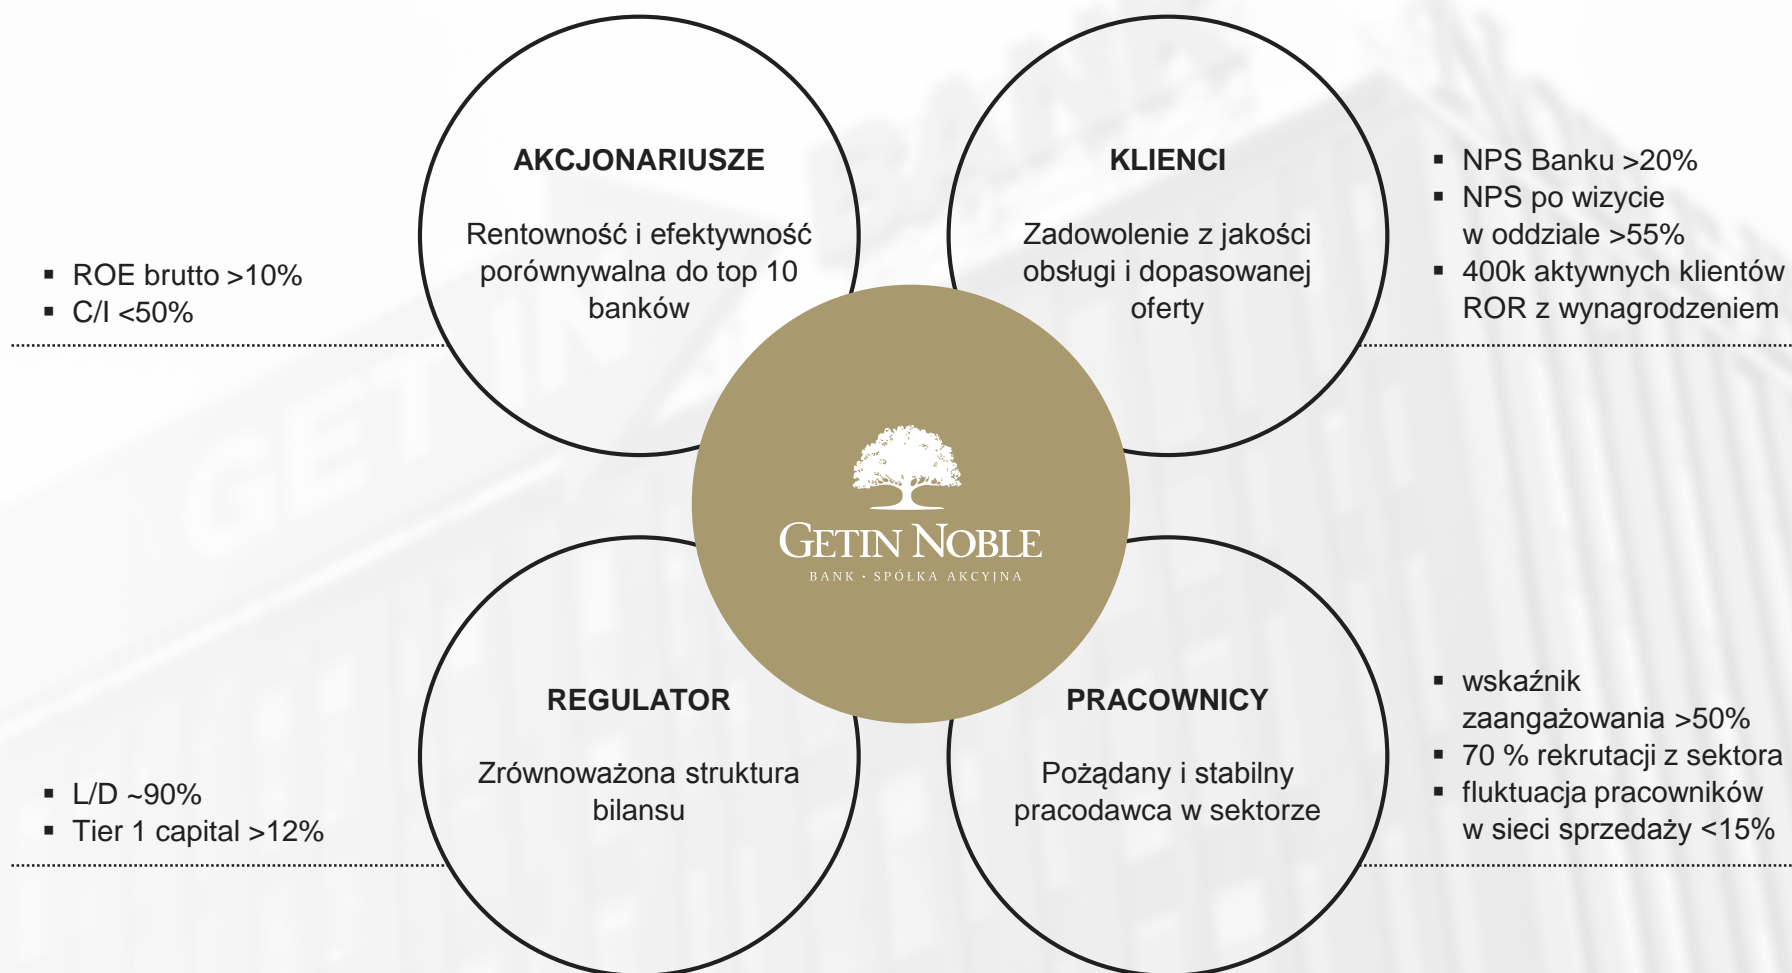 AKCJONARIUSZE
Rentowność i efektywność
porównywalna do top 10
banków
▪ ROE brutto >10%
▪ C/I <50%
KLIENCI
Zadowolenie z jakości
obsługi i dopasowanej
oferty
▪ NPS Banku >20%
▪ NPS po wizycie
w oddziale >55%
▪ 400k aktywnych klientów
ROR z wynagrodzeniem
GETIN NOBLE
BANK • SPÓŁKA AKCYJNA
REGULATOR
Zrównoważona struktura
bilansu
▪ L/D ~90%
▪ Tier 1 capital >12%
PRACOWNICY
Pożądany i stabilny
pracodawca w sektorze
▪ wskaźnik
zaangażowania >50%
▪ 70 % rekrutacji z sektora
▪ fluktuacja pracowników
w sieci sprzedaży <15%
GETIN
BANK